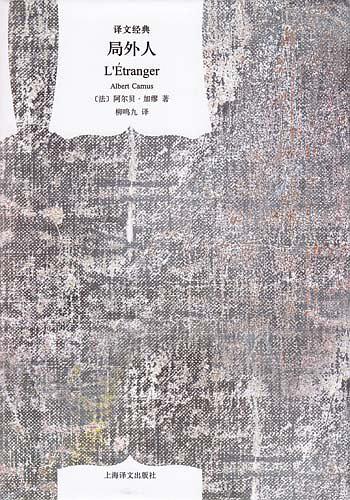 译文经典
局外人
L'Étranger
Albert Camus
〔法〕阿尔贝·加缪 著
柳鸣九 译
上海译文出版社